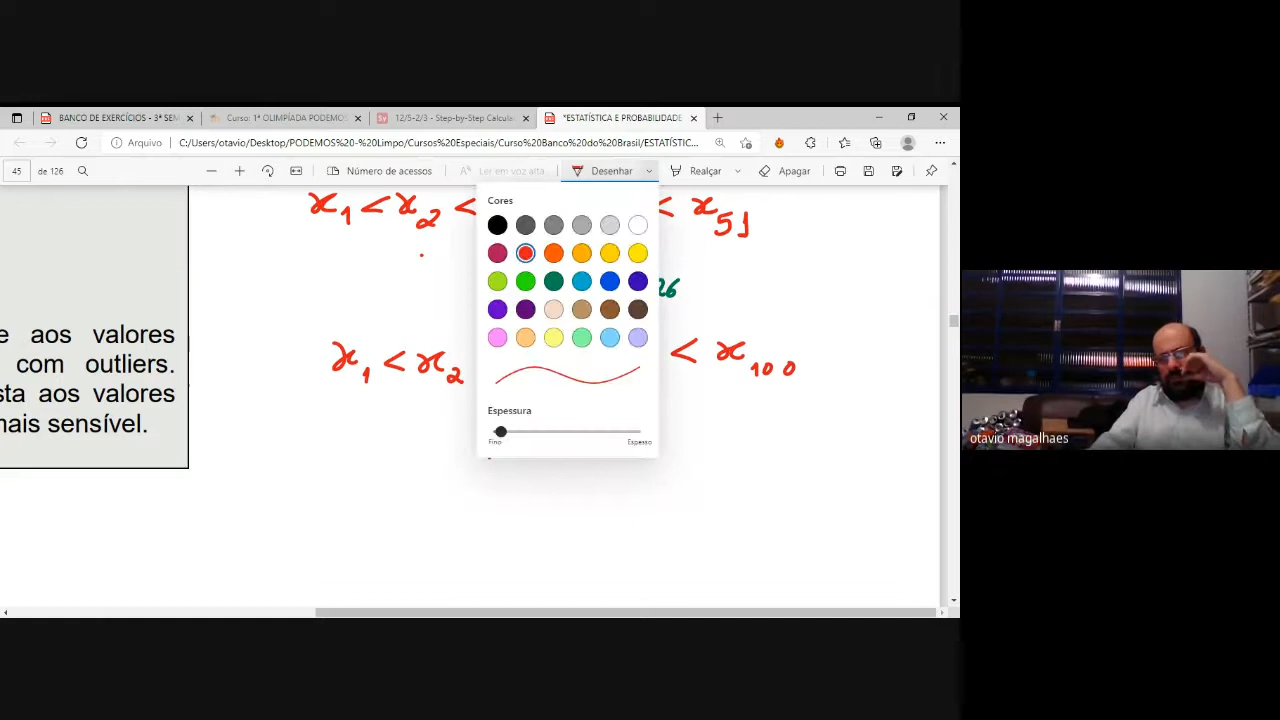 BANCO DE EXERCÍCIOS - 3ª SEM
Curso: 1ª OLIMPÍADA PODEMOS
Sy 12/5-2/3 - Step-by-Step Calcula
*ESTATÍSTICA E PROBABILIDADE
Arquivo C:/Users/otavio/Desktop/PODEMOS%20-%20Limpo/Cursos%20Especiais/Curso%20Banco%20do%20Brasil/ESTATÍSTIC...
45 de 126 Número de acessos Ler em voz alta Desenhar Realçar Apagar
Cores
x1 < x2 < < x51
26
e aos valores
com outliers.
sta aos valores
nais sensível.
x1 < x2 < x100
Espessura
Fino Espesso
otavio magalhaes